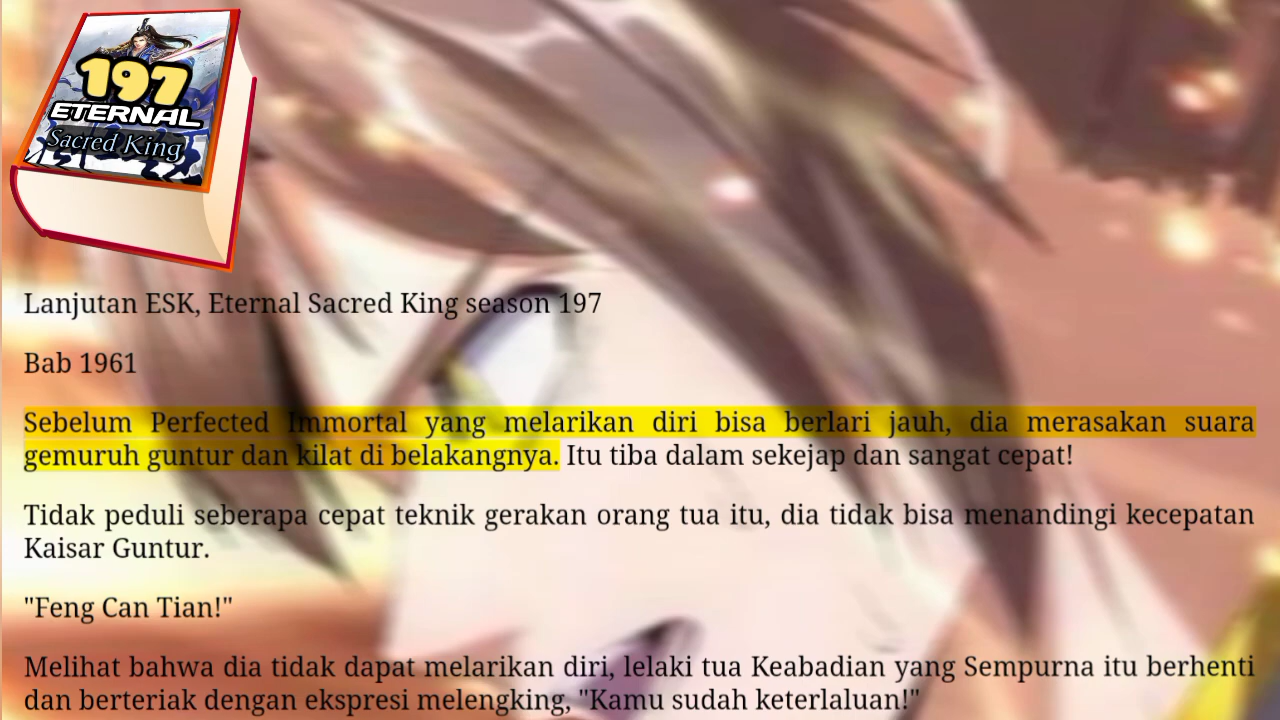 197
ETERNAL
Sacred King
Lanjutan ESK, Eternal Sacred King season 197
Bab 1961
Sebelum Perfected Immortal yang melarikan diri bisa berlari jauh, dia merasakan suara
gemuruh guntur dan kilat di belakangnya. Itu tiba dalam sekejap dan sangat cepat!
Tidak peduli seberapa cepat teknik gerakan orang tua itu, dia tidak bisa menandingi kecepatan
Kaisar Guntur.
"Feng Can Tian!"
Melihat bahwa dia tidak dapat melarikan diri, lelaki tua Keabadian yang Sempurna itu berhenti
dan berteriak dengan ekspresi melengking, "Kamu sudah keterlaluan!"